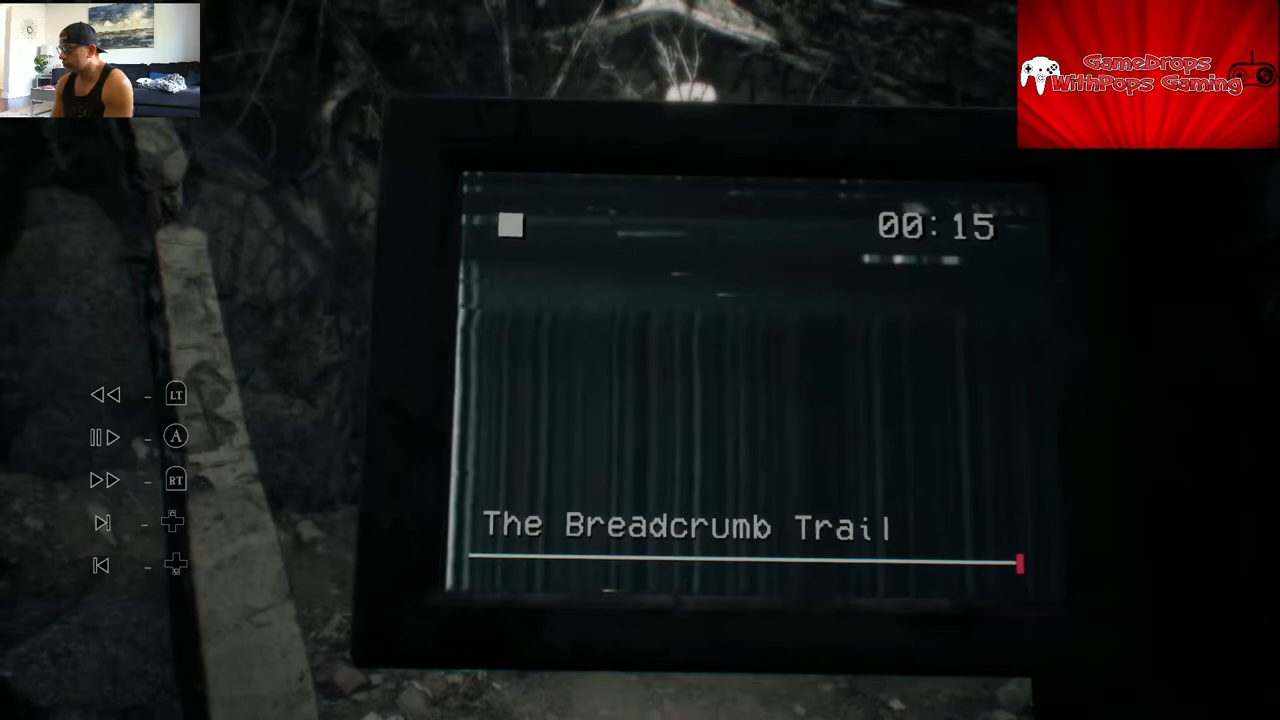 GameDrops
WithPops Gaming
00:15
LT
A
RT
The Breadcrumb Trail